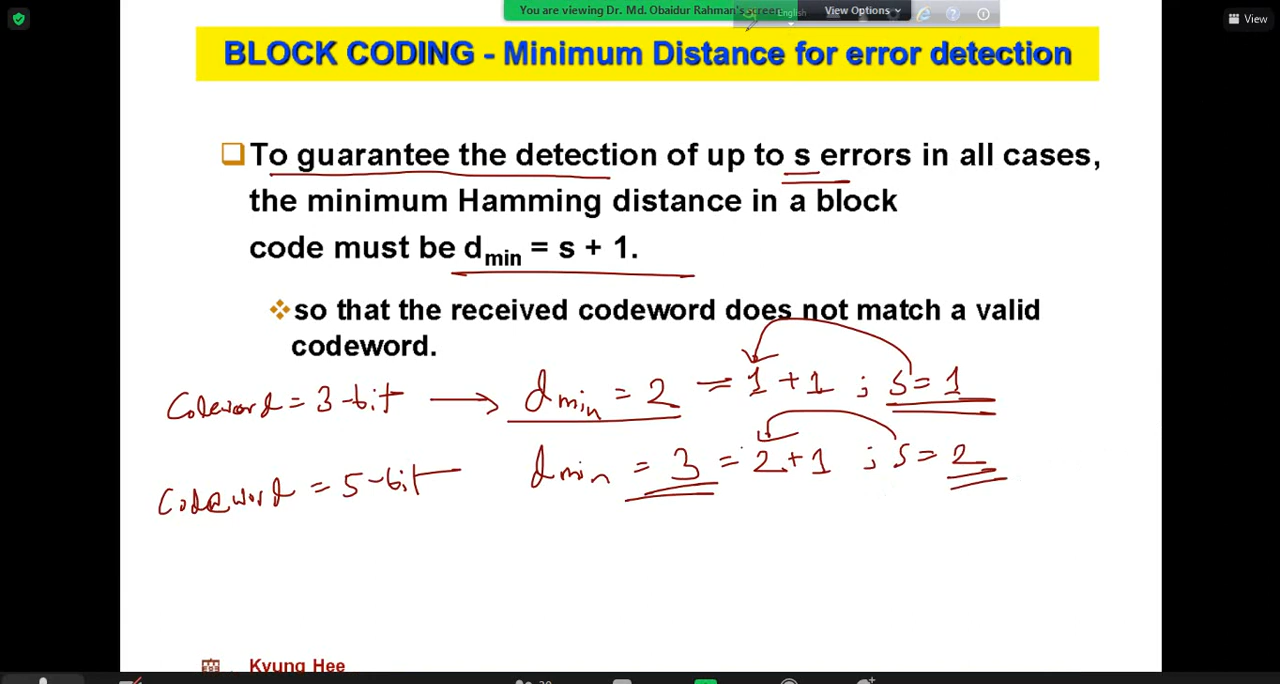 You are viewing Dr. Md. Obaidur Rahman's screen
English
View Options
View
BLOCK CODING - Minimum Distance for error detection
To guarantee the detection of up to s errors in all cases,
the minimum Hamming distance in a block
code must be dmin = s + 1.
so that the received codeword does not match a valid
codeword.
Codeword = 3-bit → dmin = 2 = 1 + 1 ; s = 1
Codeword = 5-bit dmin = 3 = 2 + 1 ; s = 2
Kyung Hee